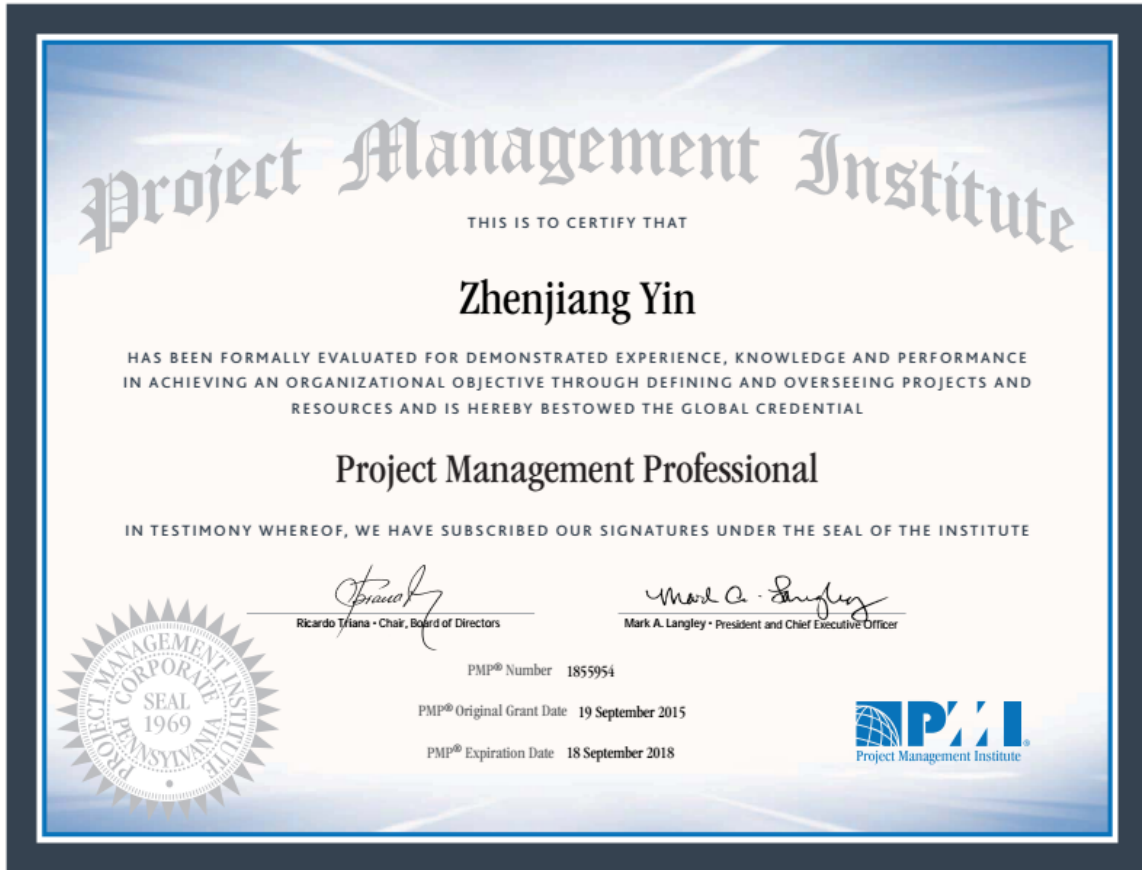 Project Management Institute
THIS IS TO CERTIFY THAT
Zhenjiang Yin
HAS BEEN FORMALLY EVALUATED FOR DEMONSTRATED EXPERIENCE, KNOWLEDGE AND PERFORMANCE
IN ACHIEVING AN ORGANIZATIONAL OBJECTIVE THROUGH DEFINING AND OVERSEEING PROJECTS AND
RESOURCES AND IS HEREBY BESTOWED THE GLOBAL CREDENTIAL
Project Management Professional
IN TESTIMONY WHEREOF, WE HAVE SUBSCRIBED OUR SIGNATURES UNDER THE SEAL OF THE INSTITUTE
Mark A. Langley
Ricardo Triana • Chair, Board of Directors
Mark A. Langley • President and Chief Executive Officer
PROJECT MANAGEMENT INSTITUTE
CORPORATE
SEAL
1969
PENNSYLVANIA
PMP® Number 1855954
PMP® Original Grant Date 19 September 2015
PMP® Expiration Date 18 September 2018
PMI®
Project Management Institute